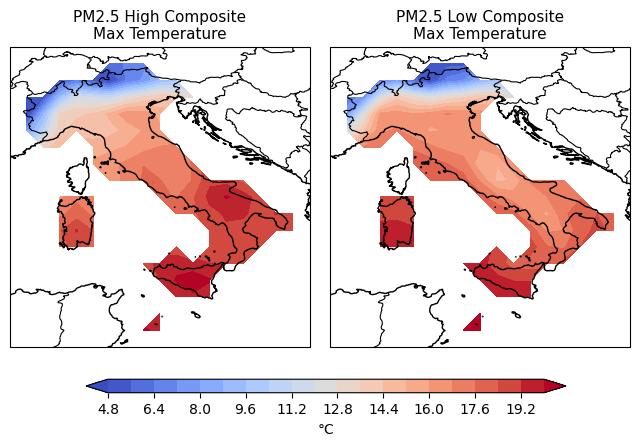 PM2.5 High Composite
Max Temperature
PM2.5 Low Composite
Max Temperature
4.8 6.4 8.0 9.6 11.2 12.8 14.4 16.0 17.6 19.2
°C